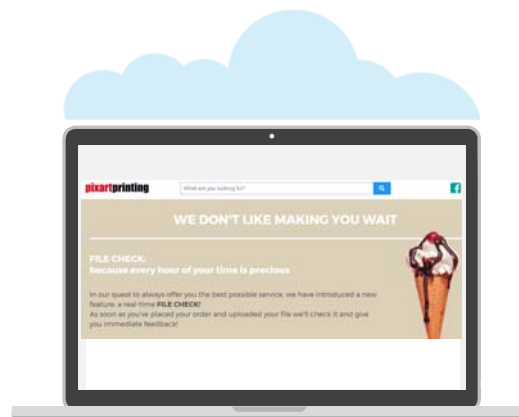 pixartprinting
What are you looking for?
WE DON'T LIKE MAKING YOU WAIT
FILE CHECK:
because every hour of your time is precious
In our quest to always offer you the best possible service, we have introduced a new
feature: a real-time FILE CHECK!
As soon as you've placed your order and uploaded your file we'll check it and give
you immediate feedback!